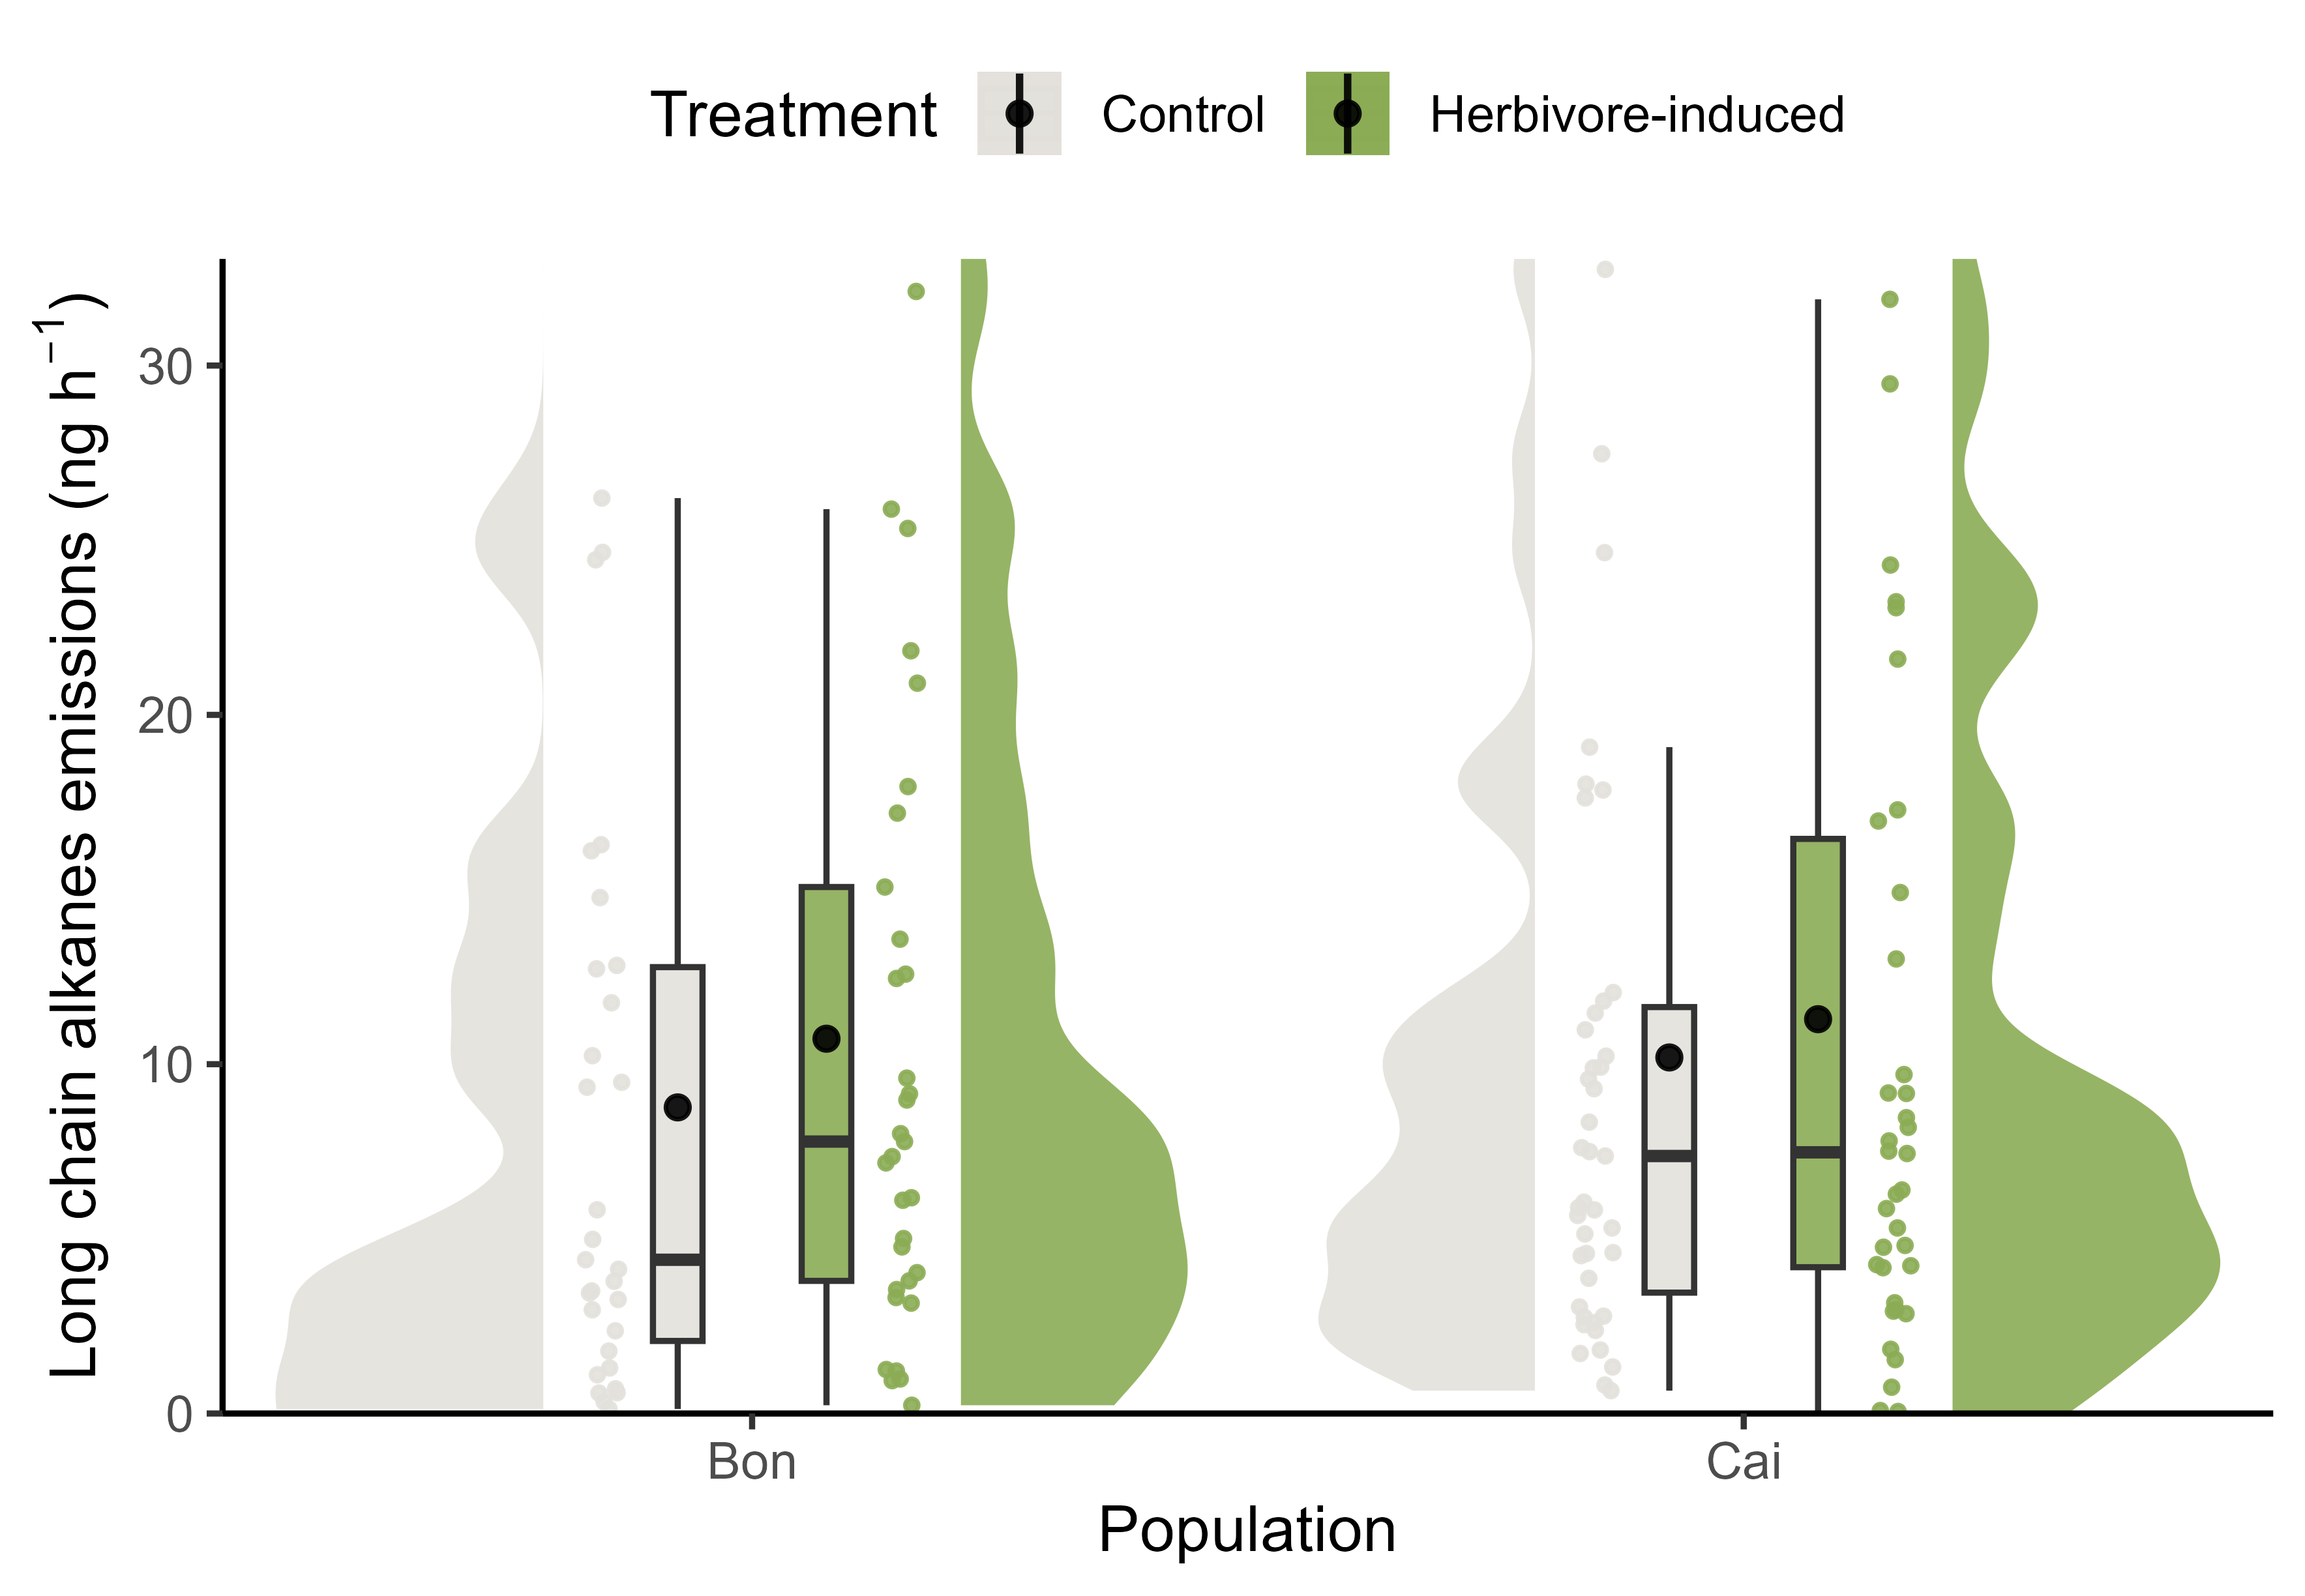 Treatment Control Herbivore-induced
Long chain alkanes emissions (ng h⁻¹)
30
20
10
0
Bon Cai
Population